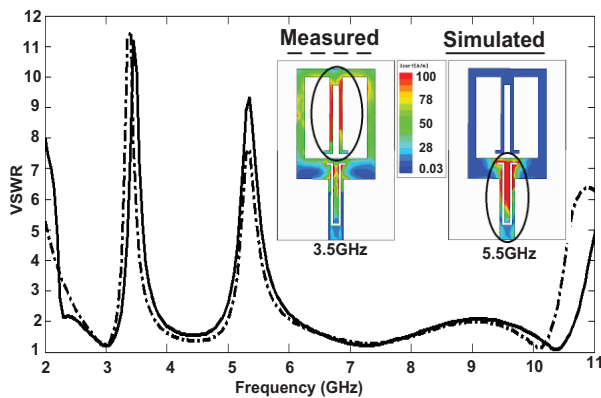 12
11
10
9
8
7
6
5
4
3
2
1
VSWR
2 3 4 5 6 7 8 9 10 11
Frequency (GHz)
Measured
Simulated
Jsurf[A/m]
100
78
50
28
0.03
3.5GHz
5.5GHz